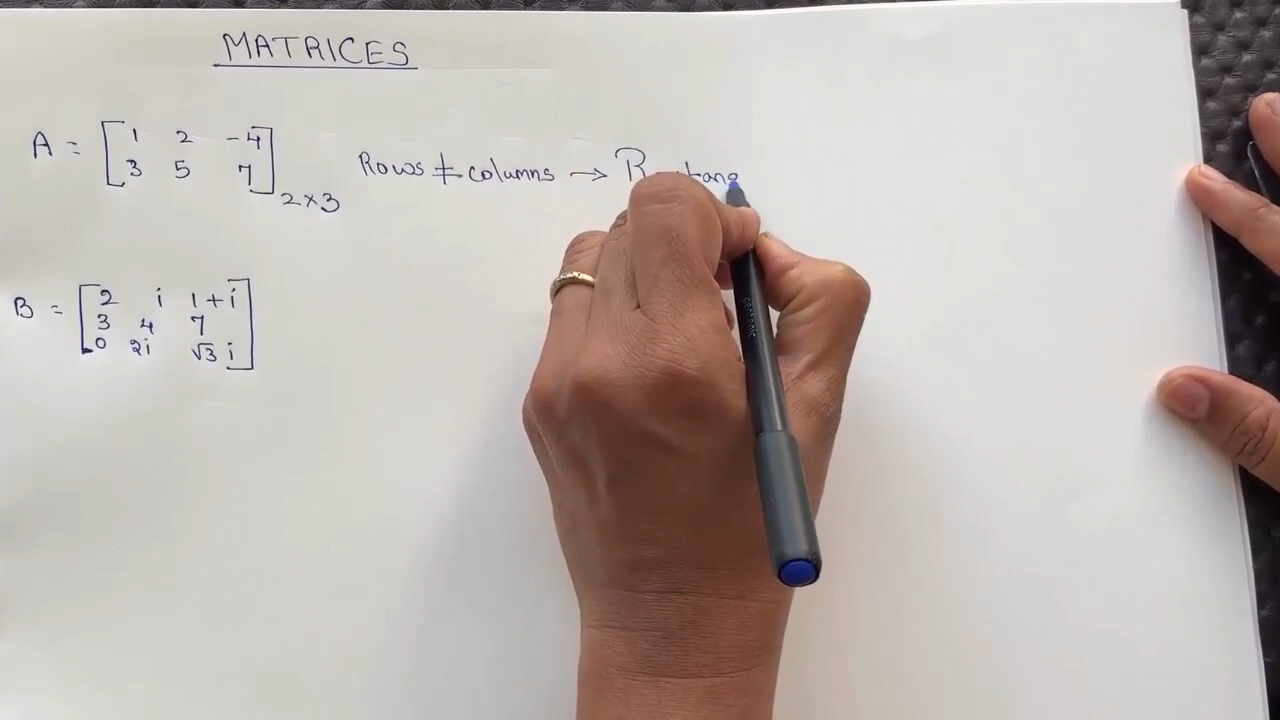 MATRICES
A = [ 1 2 -4
3 5 7 ] 2×3 Rows ≠ columns →
B = [ 2 i 1+i
3 4 7
0 2i √3 i ]